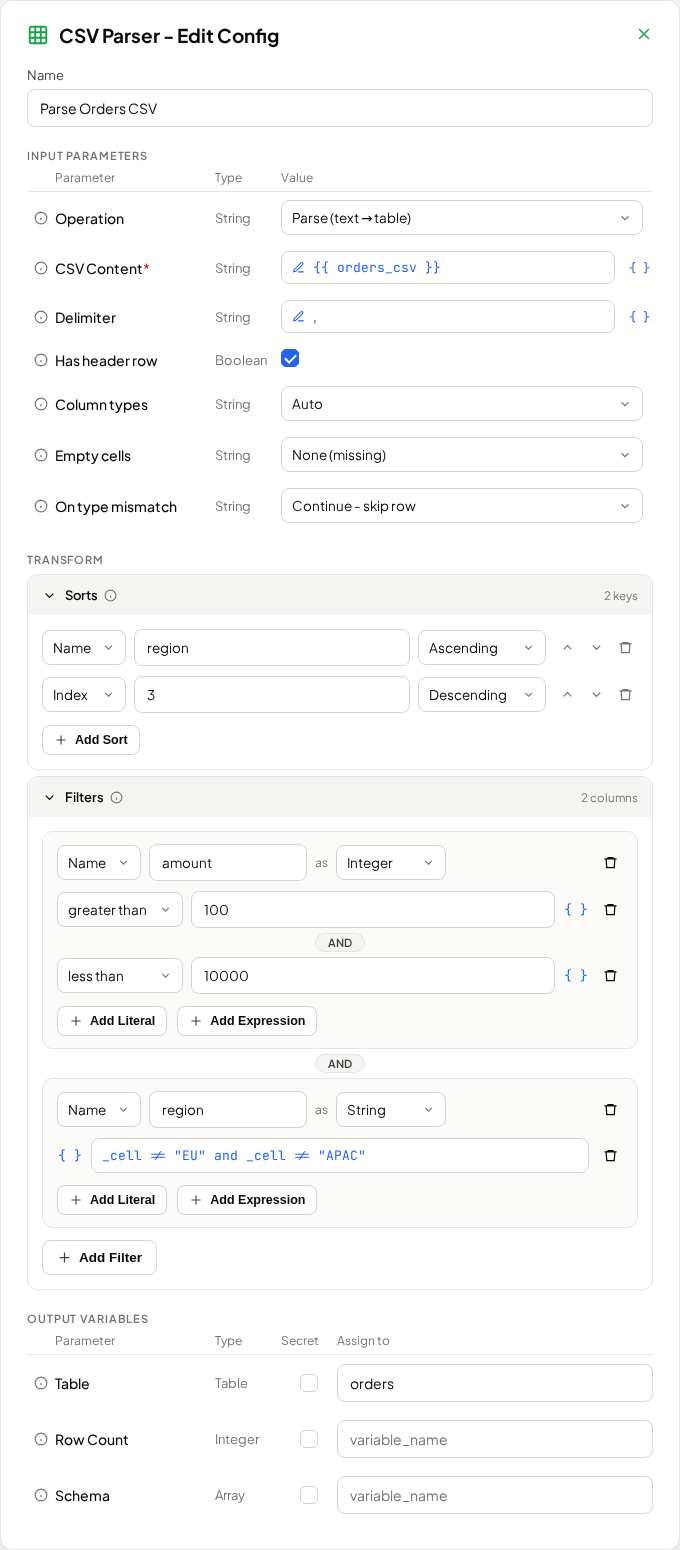 CSV Parser – Edit Config
Name
Parse Orders CSV
INPUT PARAMETERS
Parameter Type Value
Operation String Parse (text → table)
CSV Content* String {{ orders_csv }} { }
Delimiter String , { }
Has header row Boolean
Column types String Auto
Empty cells String None (missing)
On type mismatch String Continue - skip row
TRANSFORM
Sorts 2 keys
Name region Ascending
Index 3 Descending
Add Sort
Filters 2 columns
Name amount as Integer
greater than 100 { }
AND
less than 10000 { }
Add Literal Add Expression
AND
Name region as String
{ } _cell ≠ "EU" and _cell ≠ "APAC"
Add Literal Add Expression
Add Filter
OUTPUT VARIABLES
Parameter Type Secret Assign to
Table Table orders
Row Count Integer variable_name
Schema Array variable_name